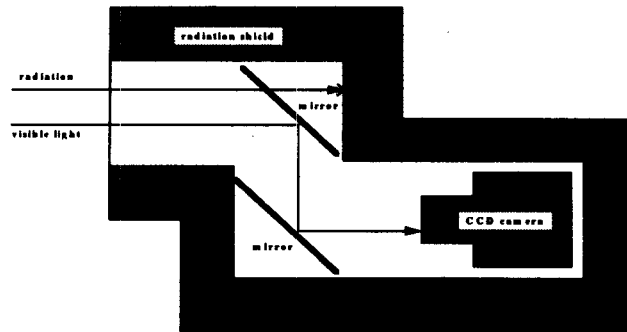 radiation shield
radiation
mirror
visible light
CCD camera
mirror